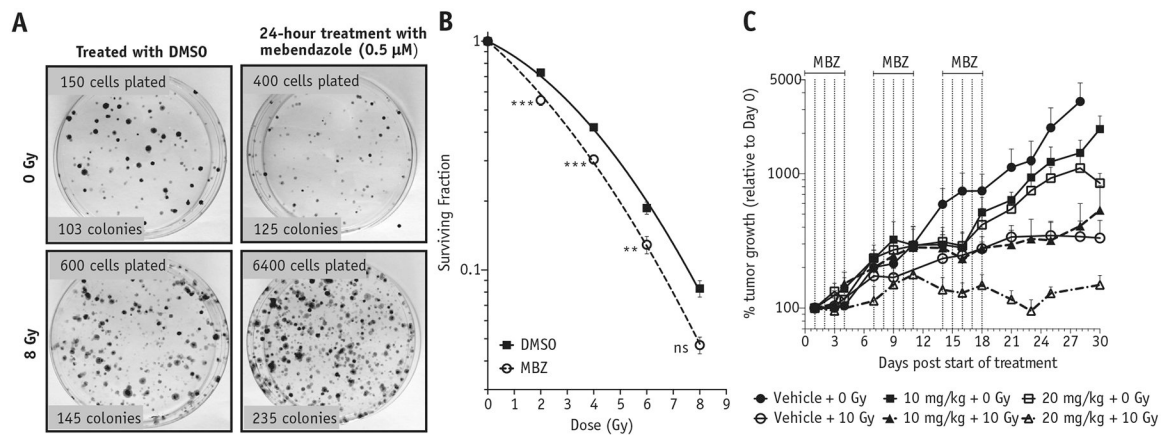 A
Treated with DMSO
24-hour treatment with
mebendazole (0.5 µM)
0 Gy
150 cells plated
103 colonies
400 cells plated
125 colonies
8 Gy
600 cells plated
145 colonies
6400 cells plated
235 colonies
B
Surviving Fraction
1
0.1
***
***
**
ns
DMSO
MBZ
0 1 2 3 4 5 6 7 8 9
Dose (Gy)
C
MBZ MBZ MBZ
% tumor growth (relative to Day 0)
5000
1000
100
0 3 6 9 12 15 18 21 24 27 30
Days post start of treatment
Vehicle + 0 Gy 10 mg/kg + 0 Gy 20 mg/kg + 0 Gy
Vehicle + 10 Gy 10 mg/kg + 10 Gy 20 mg/kg + 10 Gy